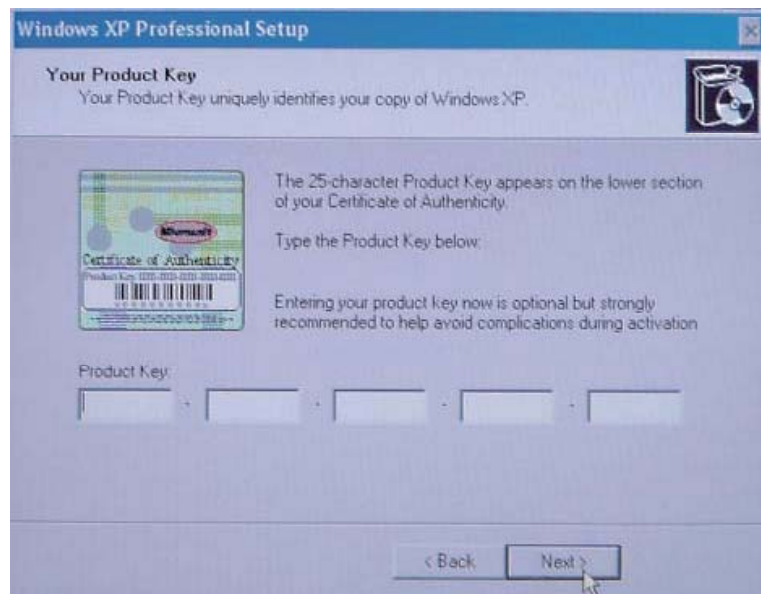 Windows XP Professional Setup
Your Product Key
Your Product Key uniquely identifies your copy of Windows XP.
The 25-character Product Key appears on the lower section
of your Certificate of Authenticity.
Type the Product Key below:
Microsoft
Certificate of Authenticity
Product Key:
Entering your product key now is optional but strongly
recommended to help avoid complications during activation
Product Key:
- - - -
< Back
Next >